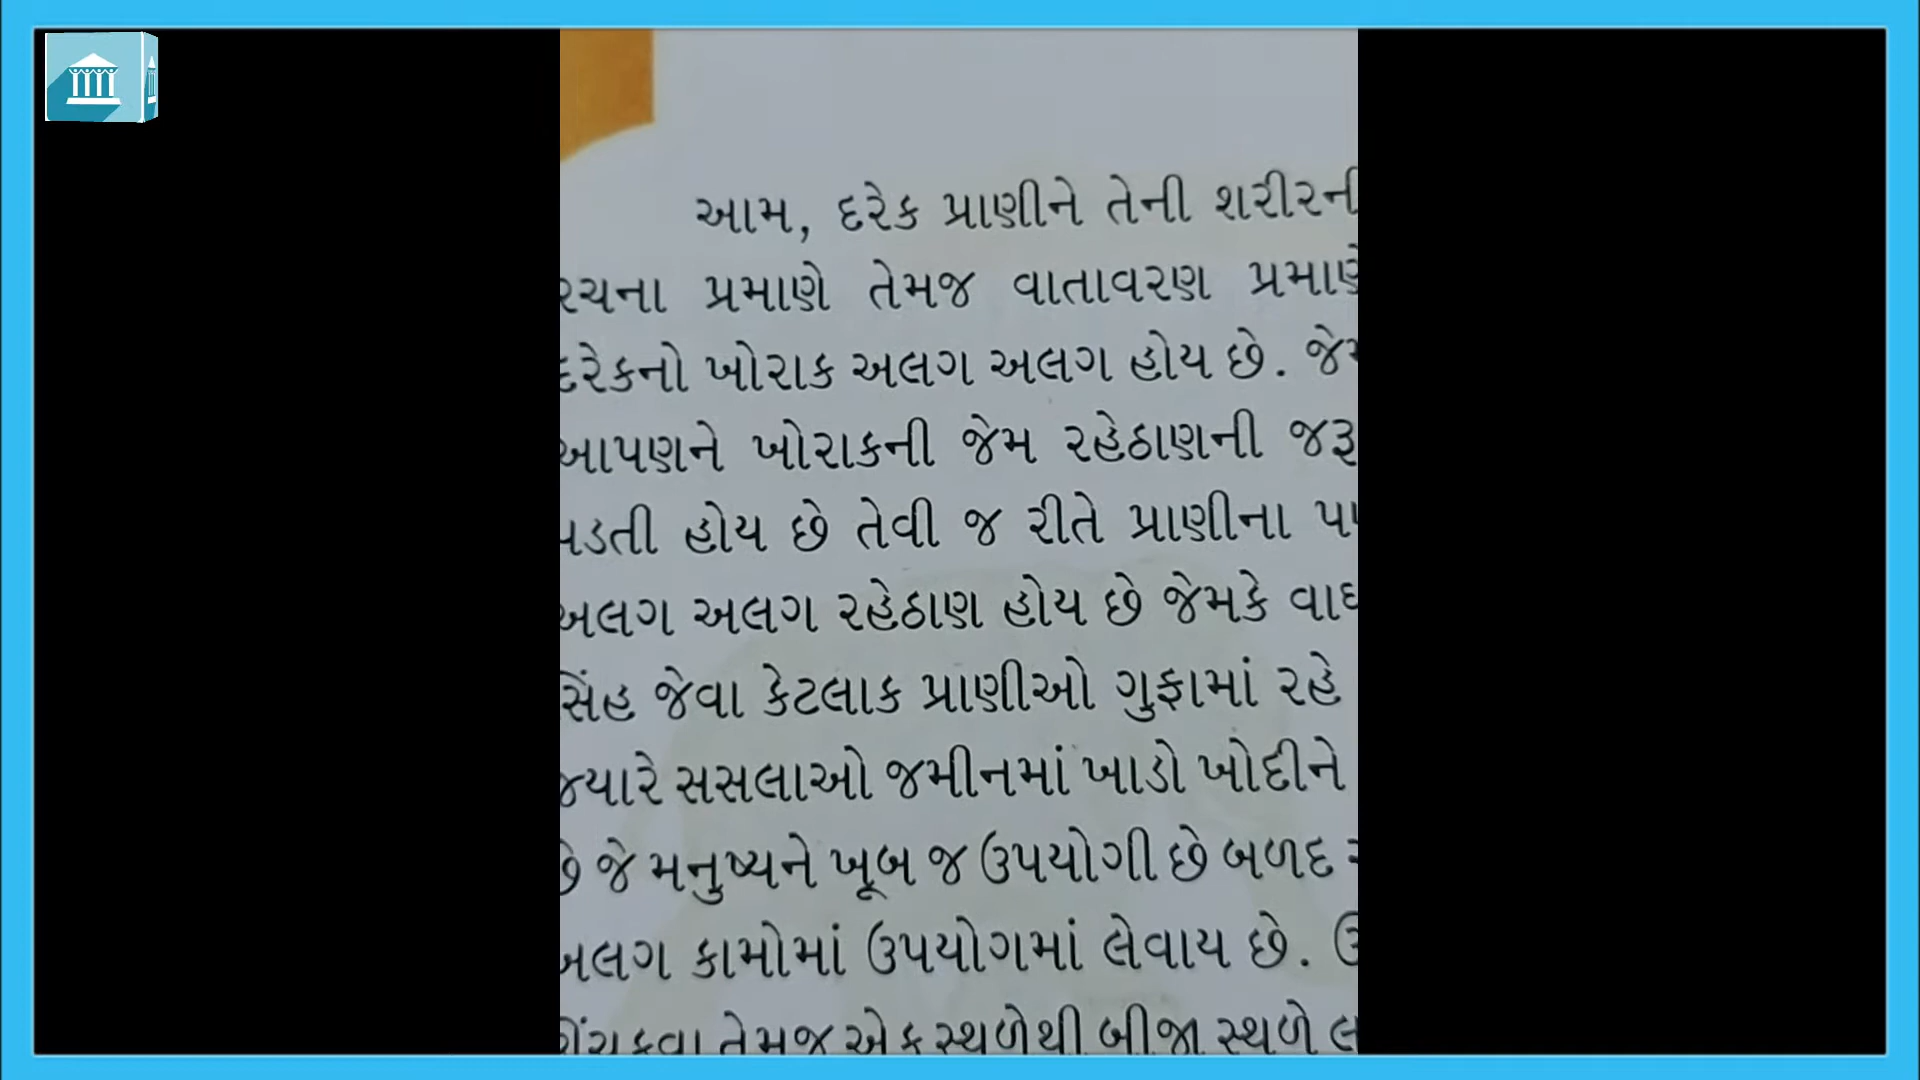 આમ, દરેક પ્રાણીને તેની શરીરની
રચના પ્રમાણે તેમજ વાતાવરણ પ્રમાણે
દરેકનો ખોરાક અલગ અલગ હોય છે. જેમ
આપણને ખોરાકની જેમ રહેઠાણની
પડતી હોય છે તેવી જ રીતે પ્રાણીના
અલગ અલગ રહેઠાણ હોય છે જેમકે વાઘ
સિંહ જેવા કેટલાક પ્રાણીઓ ગુફામાં રહે
જ્યારે સસલાઓ જમીનમાં ખાડો ખોદીને
છે જે મનુષ્યને ખૂબ જ ઉપયોગી છે બળદ
અલગ કામોમાં ઉપયોગમાં લેવાય છે.
તેમજ એક સ્થળેથી બીજા સ્થળે